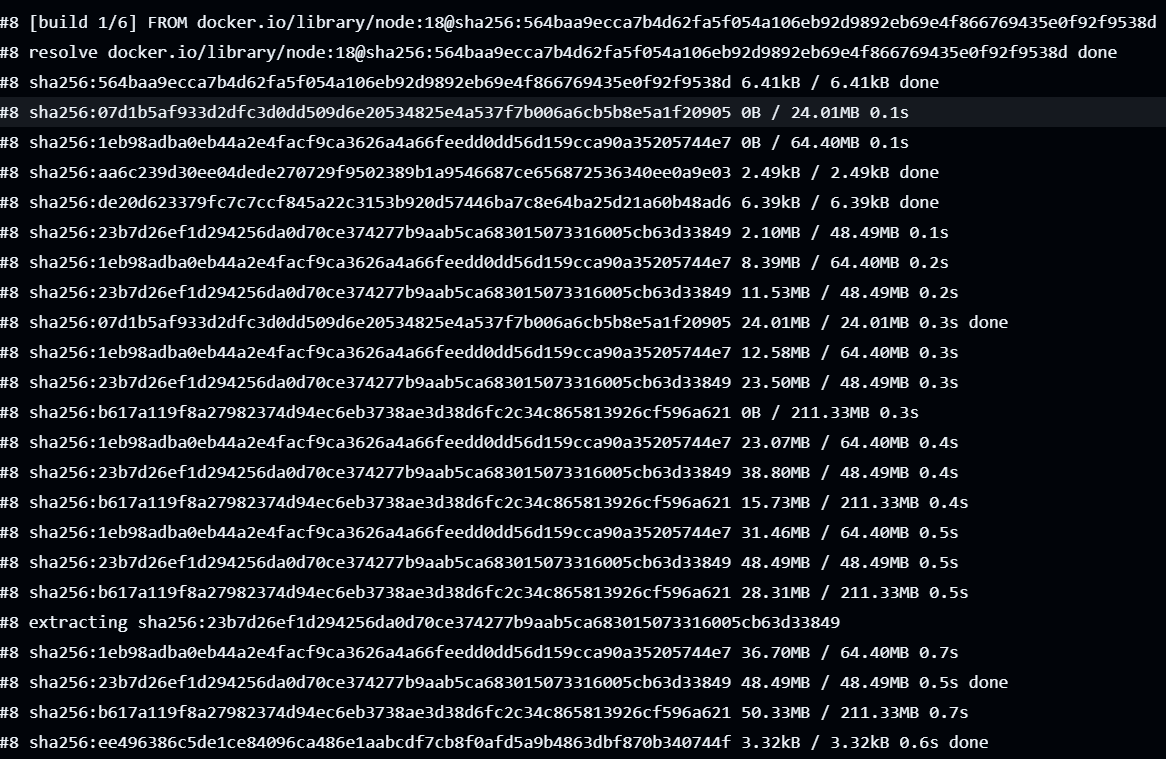 #8 [build 1/6] FROM docker.io/library/node:18@sha256:564baa9ecca7b4d62fa5f054a106eb92d9892eb69e4f866769435e0f92f9538d
#8 resolve docker.io/library/node:18@sha256:564baa9ecca7b4d62fa5f054a106eb92d9892eb69e4f866769435e0f92f9538d done
#8 sha256:564baa9ecca7b4d62fa5f054a106eb92d9892eb69e4f866769435e0f92f9538d 6.41kB / 6.41kB done
#8 sha256:07d1b5af933d2dfc3d0dd509d6e20534825e4a537f7b006a6cb5b8e5a1f20905 0B / 24.01MB 0.1s
#8 sha256:1eb98adba0eb44a2e4facf9ca3626a4a66feedd0dd56d159cca90a35205744e7 0B / 64.40MB 0.1s
#8 sha256:aa6c239d30ee04dede270729f9502389b1a9546687ce656872536340ee0a9e03 2.49kB / 2.49kB done
#8 sha256:de20d623379fc7c7ccf845a22c3153b920d57446ba7c8e64ba25d21a60b48ad6 6.39kB / 6.39kB done
#8 sha256:23b7d26ef1d294256da0d70ce374277b9aab5ca683015073316005cb63d33849 2.10MB / 48.49MB 0.1s
#8 sha256:1eb98adba0eb44a2e4facf9ca3626a4a66feedd0dd56d159cca90a35205744e7 8.39MB / 64.40MB 0.2s
#8 sha256:23b7d26ef1d294256da0d70ce374277b9aab5ca683015073316005cb63d33849 11.53MB / 48.49MB 0.2s
#8 sha256:07d1b5af933d2dfc3d0dd509d6e20534825e4a537f7b006a6cb5b8e5a1f20905 24.01MB / 24.01MB 0.3s done
#8 sha256:1eb98adba0eb44a2e4facf9ca3626a4a66feedd0dd56d159cca90a35205744e7 12.58MB / 64.40MB 0.3s
#8 sha256:23b7d26ef1d294256da0d70ce374277b9aab5ca683015073316005cb63d33849 23.50MB / 48.49MB 0.3s
#8 sha256:b617a119f8a27982374d94ec6eb3738ae3d38d6fc2c34c865813926cf596a621 0B / 211.33MB 0.3s
#8 sha256:1eb98adba0eb44a2e4facf9ca3626a4a66feedd0dd56d159cca90a35205744e7 23.07MB / 64.40MB 0.4s
#8 sha256:23b7d26ef1d294256da0d70ce374277b9aab5ca683015073316005cb63d33849 38.80MB / 48.49MB 0.4s
#8 sha256:b617a119f8a27982374d94ec6eb3738ae3d38d6fc2c34c865813926cf596a621 15.73MB / 211.33MB 0.4s
#8 sha256:1eb98adba0eb44a2e4facf9ca3626a4a66feedd0dd56d159cca90a35205744e7 31.46MB / 64.40MB 0.5s
#8 sha256:23b7d26ef1d294256da0d70ce374277b9aab5ca683015073316005cb63d33849 48.49MB / 48.49MB 0.5s
#8 sha256:b617a119f8a27982374d94ec6eb3738ae3d38d6fc2c34c865813926cf596a621 28.31MB / 211.33MB 0.5s
#8 extracting sha256:23b7d26ef1d294256da0d70ce374277b9aab5ca683015073316005cb63d33849
#8 sha256:1eb98adba0eb44a2e4facf9ca3626a4a66feedd0dd56d159cca90a35205744e7 36.70MB / 64.40MB 0.7s
#8 sha256:23b7d26ef1d294256da0d70ce374277b9aab5ca683015073316005cb63d33849 48.49MB / 48.49MB 0.5s done
#8 sha256:b617a119f8a27982374d94ec6eb3738ae3d38d6fc2c34c865813926cf596a621 50.33MB / 211.33MB 0.7s
#8 sha256:ee496386c5de1ce84096ca486e1aabcdf7cb8f0afd5a9b4863dbf870b340744f 3.32kB / 3.32kB 0.6s done